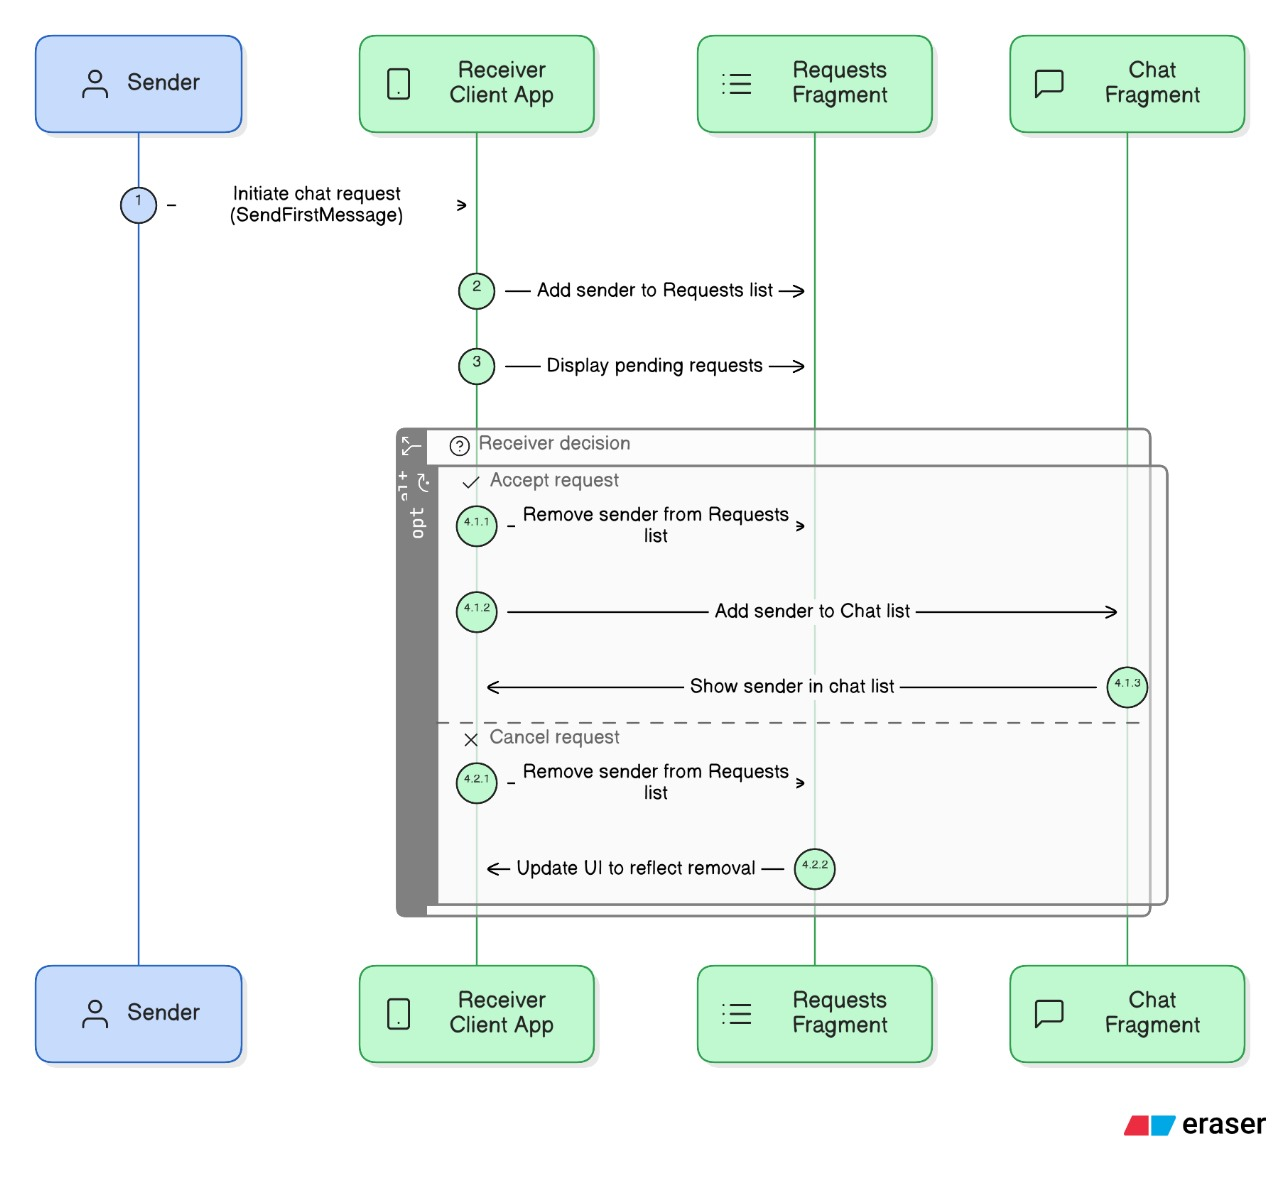 Sender
Receiver
Client App
Requests
Fragment
Chat
Fragment
1
Initiate chat request
(SendFirstMessage)
2
Add sender to Requests list
3
Display pending requests
Receiver decision
alt
opt
Accept request
4.1.1
Remove sender from Requests
list
4.1.2
Add sender to Chat list
Show sender in chat list
4.1.3
Cancel request
4.2.1
Remove sender from Requests
list
Update UI to reflect removal
4.2.2
Sender
Receiver
Client App
Requests
Fragment
Chat
Fragment
eraser